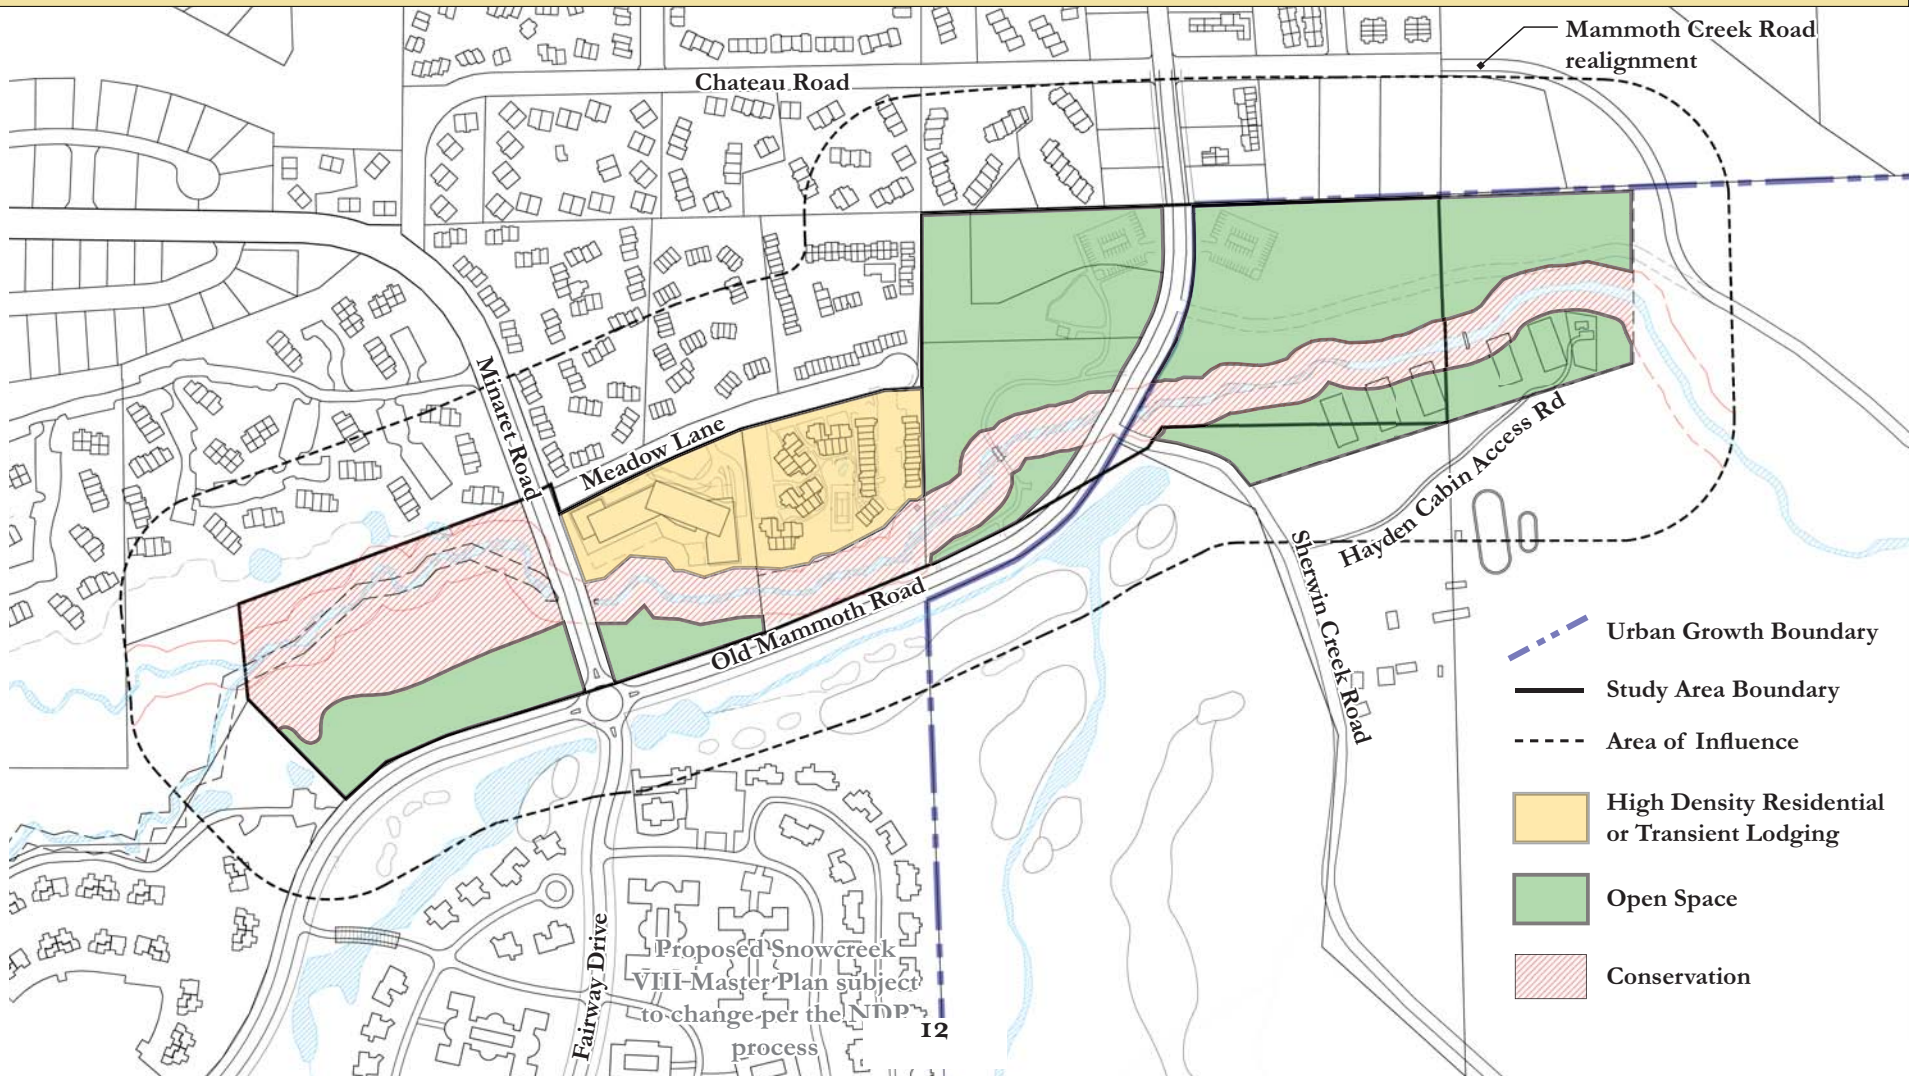 Mammoth Creek Road
realignment
Chateau Road
Minaret Road
Meadow Lane
Old Mammoth Road
Hayden Cabin Access Rd
Sherwin Creek Road
Fairway Drive
Proposed Snowcreek
VIII Master Plan subject
to change per the NDP
process
12
Urban Growth Boundary
Study Area Boundary
Area of Influence
High Density Residential
or Transient Lodging
Open Space
Conservation